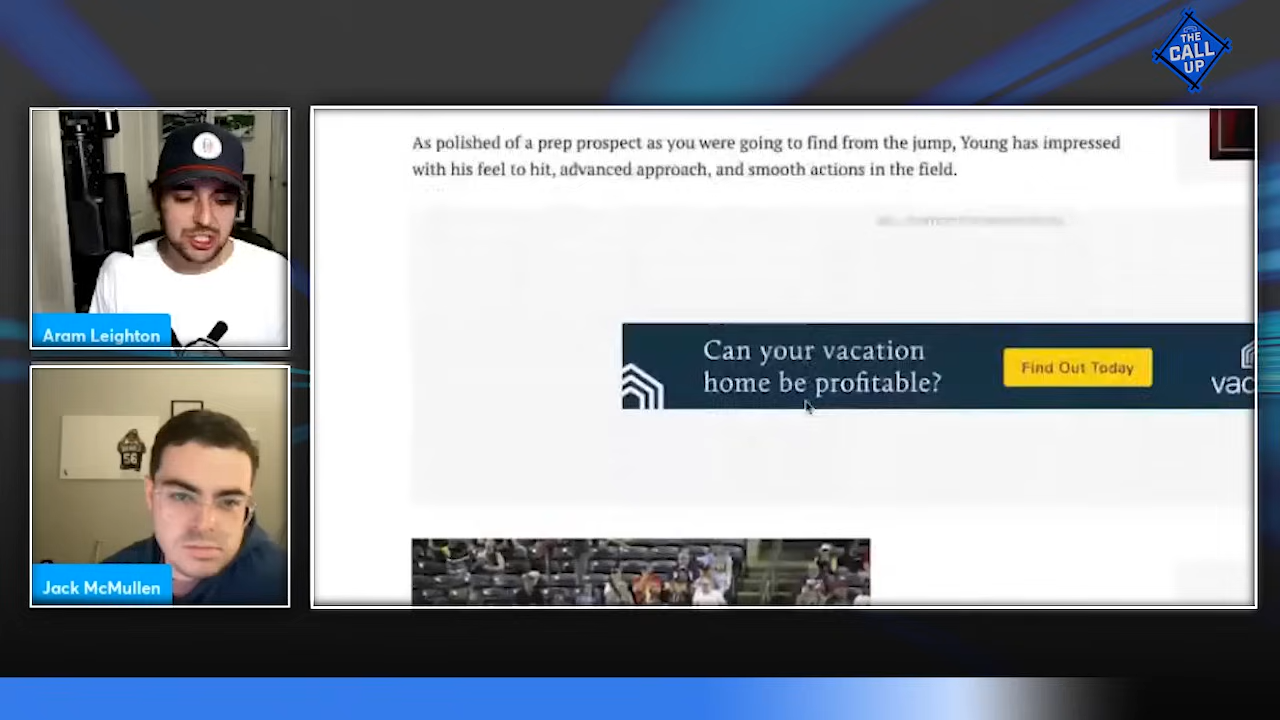 THE
CALL
UP
As polished of a prep prospect as you were going to find from the jump, Young has impressed
with his feel to hit, advanced approach, and smooth actions in the field.
Can your vacation
home be profitable?
Find Out Today
vac
Aram Leighton
56
Jack McMullen